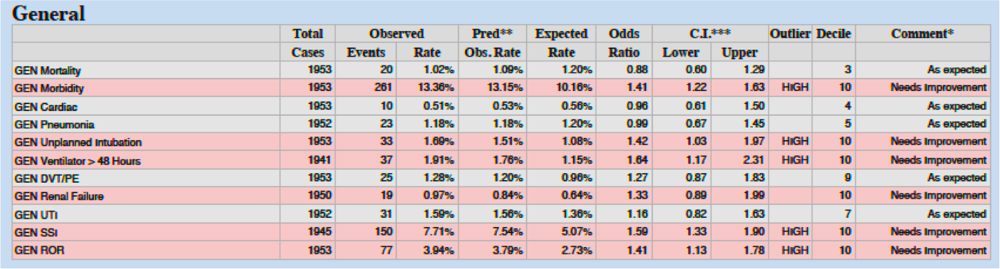 General
Total Observed Pred** Expected Odds C.I.*** Outlier Decile Comment*
Cases Events Rate Obs. Rate Rate Ratio Lower Upper
GEN Mortality 1953 20 1.02% 1.09% 1.20% 0.88 0.60 1.29 3 As expected
GEN Morbidity 1953 261 13.36% 13.15% 10.16% 1.41 1.22 1.63 HIGH 10 Needs Improvement
GEN Cardiac 1953 10 0.51% 0.53% 0.56% 0.96 0.61 1.50 4 As expected
GEN Pneumonia 1952 23 1.18% 1.18% 1.20% 0.99 0.67 1.45 5 As expected
GEN Unplanned Intubation 1953 33 1.69% 1.51% 1.08% 1.42 1.03 1.97 HIGH 10 Needs Improvement
GEN Ventilator > 48 Hours 1941 37 1.91% 1.76% 1.15% 1.64 1.17 2.31 HIGH 10 Needs Improvement
GEN DVT/PE 1953 25 1.28% 1.20% 0.96% 1.27 0.87 1.83 9 As expected
GEN Renal Failure 1950 19 0.97% 0.84% 0.64% 1.33 0.89 1.99 10 Needs Improvement
GEN UTI 1952 31 1.59% 1.56% 1.36% 1.16 0.82 1.63 7 As expected
GEN SSI 1945 150 7.71% 7.54% 5.07% 1.59 1.33 1.90 HIGH 10 Needs Improvement
GEN ROR 1953 77 3.94% 3.79% 2.73% 1.41 1.13 1.78 HIGH 10 Needs Improvement